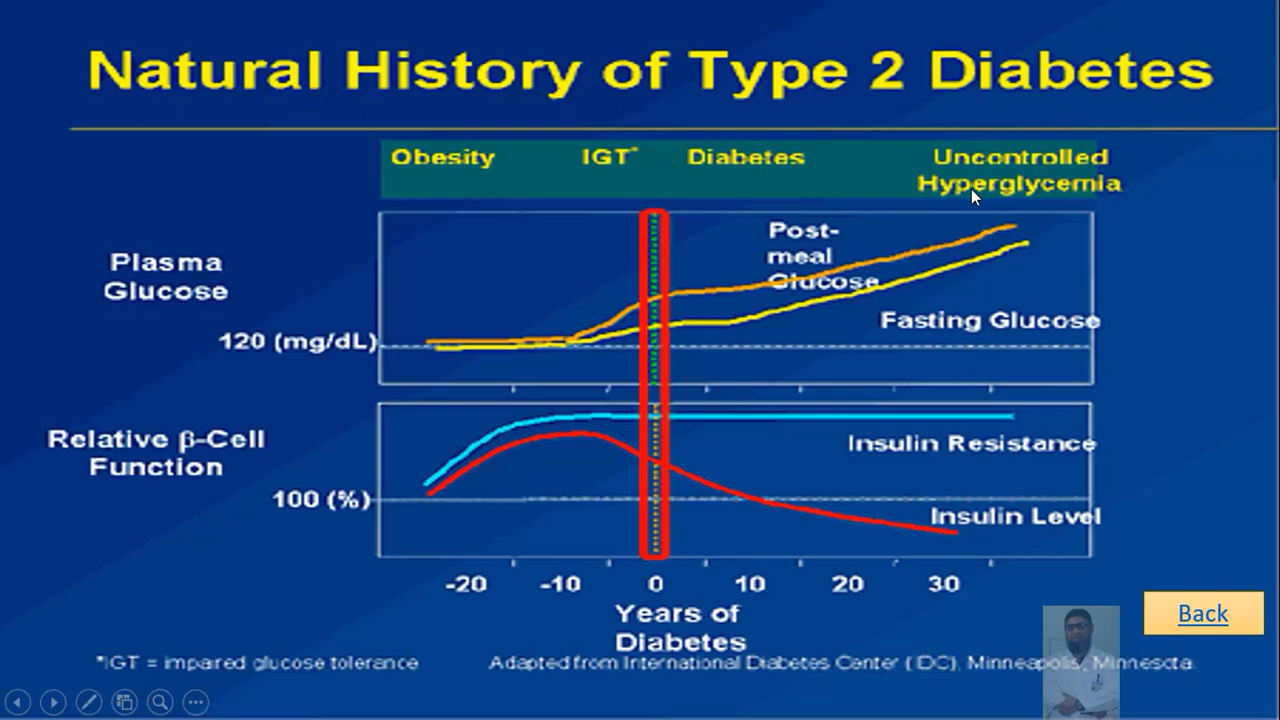 Natural History of Type 2 Diabetes
Obesity IGT* Diabetes Uncontrolled
Hyperglycemia
Plasma
Glucose
Post-
meal
Glucose
Fasting Glucose
120 (mg/dL)
Relative β-Cell
Function
Insulin Resistance
100 (%)
Insulin Level
-20 -10 0 10 20 30
Years of
Diabetes
Back
*IGT = impaired glucose tolerance
Adapted from International Diabetes Center (IDC). Minneapolis, Minnesota.